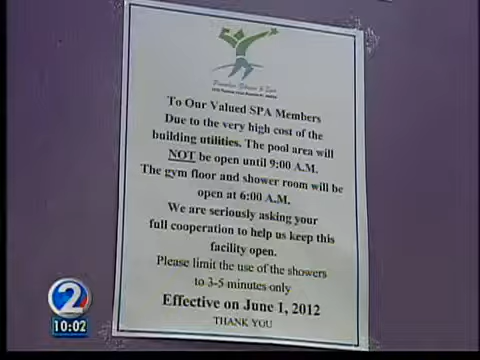 Paradise Fitness & Spa
To Our Valued SPA Members
Due to the very high cost of the
building utilities. The pool area will
NOT be open until 9:00 A.M.
The gym floor and shower room will be
open at 6:00 A.M.
We are seriously asking your
full cooperation to help us keep this
facility open.
Please limit the use of the showers
to 3-5 minutes only
Effective on June 1, 2012
THANK YOU
2
10:02